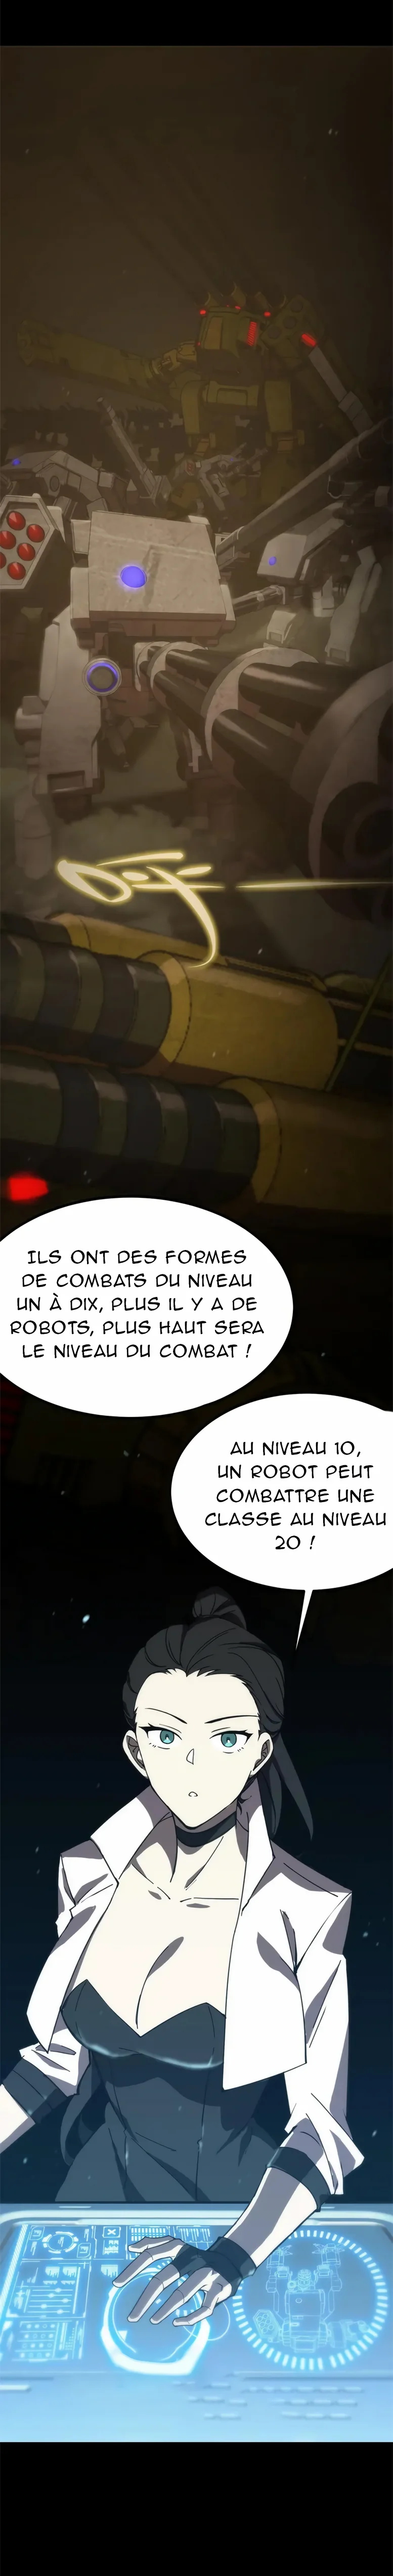 ILS ONT DES FORMES
DE COMBATS DU NIVEAU
UN À DIX, PLUS IL Y A DE
ROBOTS, PLUS HAUT SERA
LE NIVEAU DU COMBAT !
AU NIVEAU 10,
UN ROBOT PEUT
COMBATTRE UNE
CLASSE AU NIVEAU
20 !